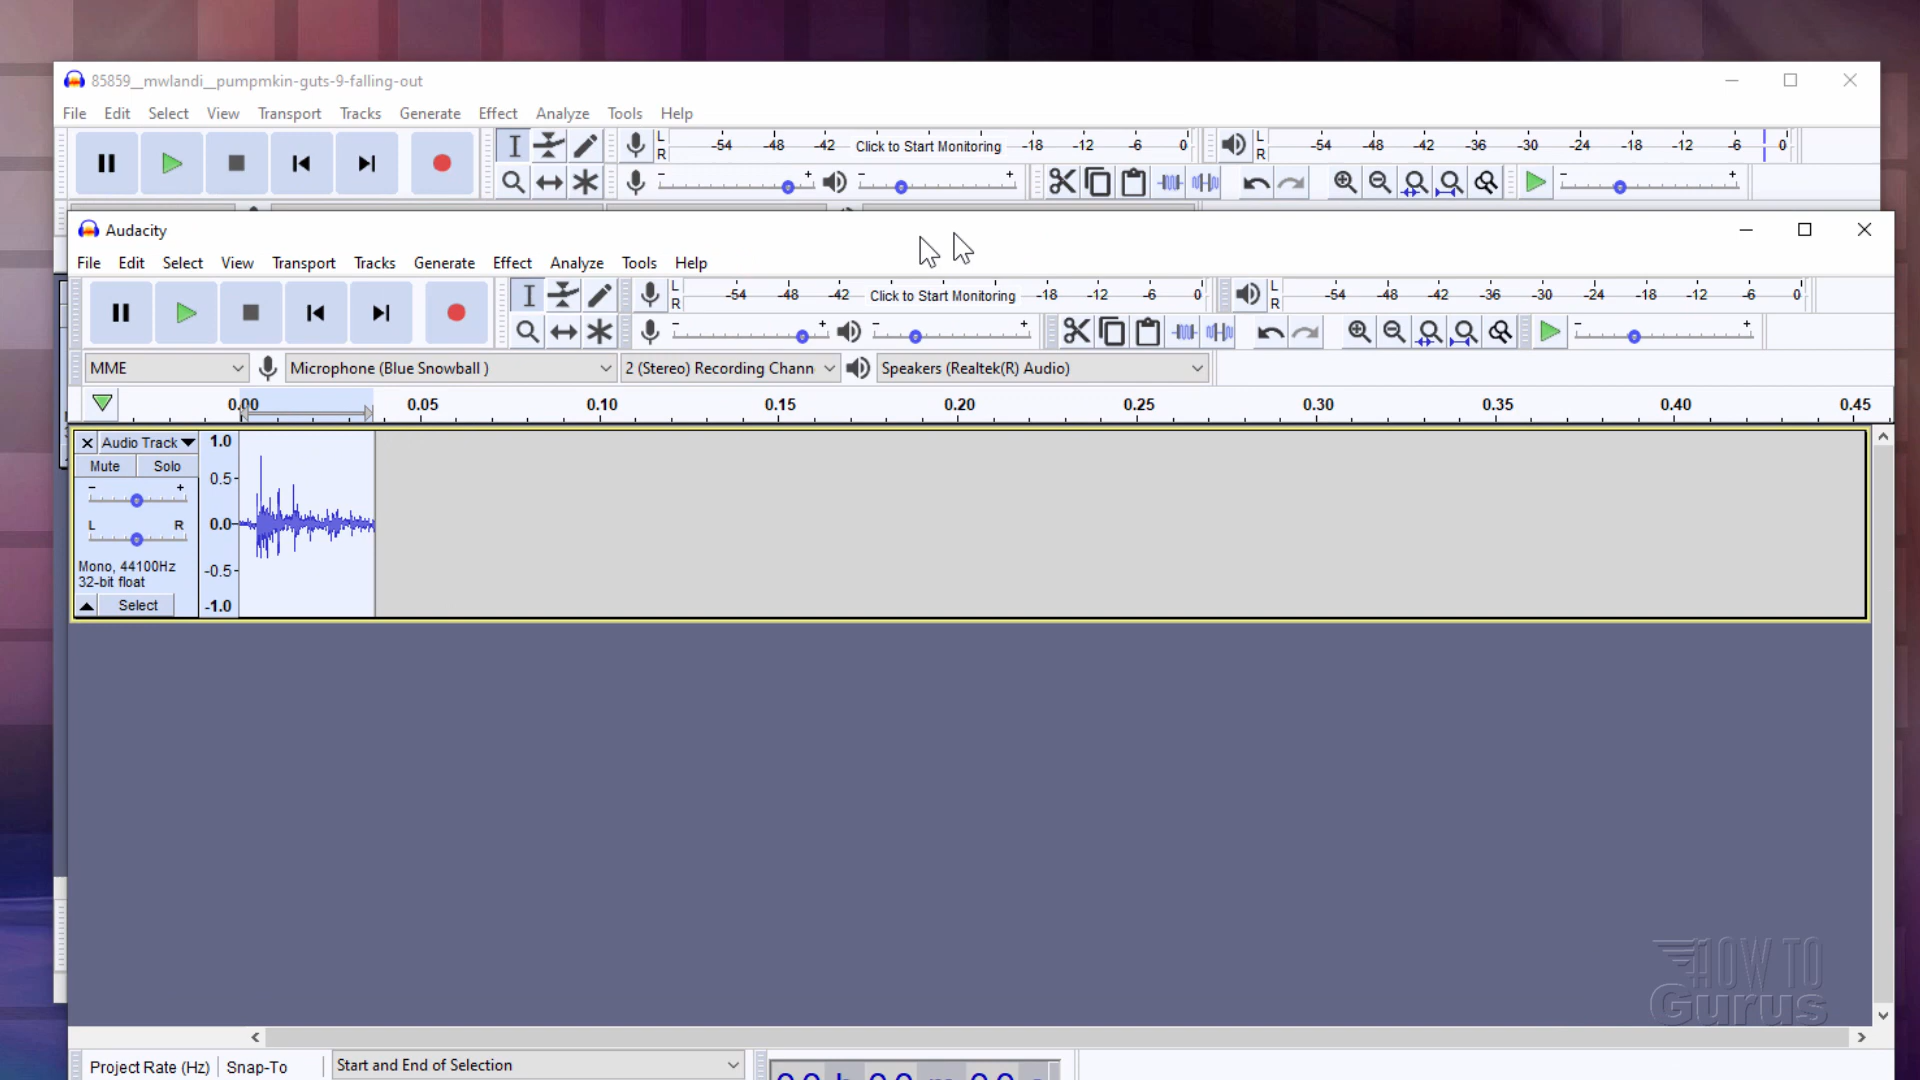 85859__mwlandi__pumpmkin-guts-9-falling-out
File Edit Select View Transport Tracks Generate Effect Analyze Tools Help
L R -54 -48 -42 Click to Start Monitoring -18 -12 -6 0 L R -54 -48 -42 -36 -30 -24 -18 -12 -6 0
Audacity
File Edit Select View Transport Tracks Generate Effect Analyze Tools Help
L R -54 -48 -42 Click to Start Monitoring -18 -12 -6 0 L R -54 -48 -42 -36 -30 -24 -18 -12 -6 0
MME Microphone (Blue Snowball ) 2 (Stereo) Recording Chann Speakers (Realtek(R) Audio)
0.00 0.05 0.10 0.15 0.20 0.25 0.30 0.35 0.40 0.45
Audio Track 1.0
Mute Solo
0.5
L R 0.0
Mono, 44100Hz
-0.5
32-bit float
Select -1.0
HOW TO
Gurus
Project Rate (Hz) Snap-To Start and End of Selection